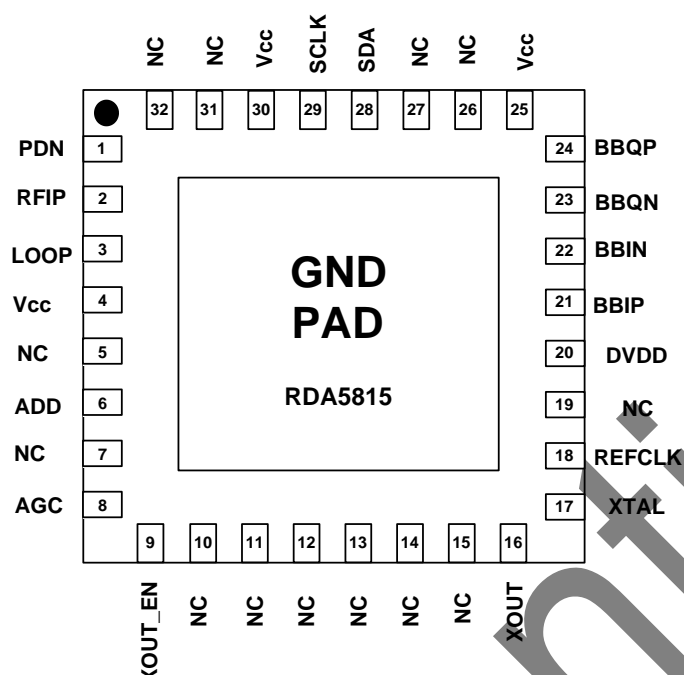 NC NC Vcc SCLK SDA NC NC Vcc
32 31 30 29 28 27 26 25
PDN 1 24 BBQP
RFIP 2 23 BBQN
LOOP 3 22 BBIN
Vcc 4 21 BBIP
NC 5 20 DVDD
ADD 6 19 NC
NC 7 18 REFCLK
AGC 8 17 XTAL
GND
PAD
RDA5815
9 10 11 12 13 14 15 16
XOUT_EN NC NC NC NC NC NC XOUT